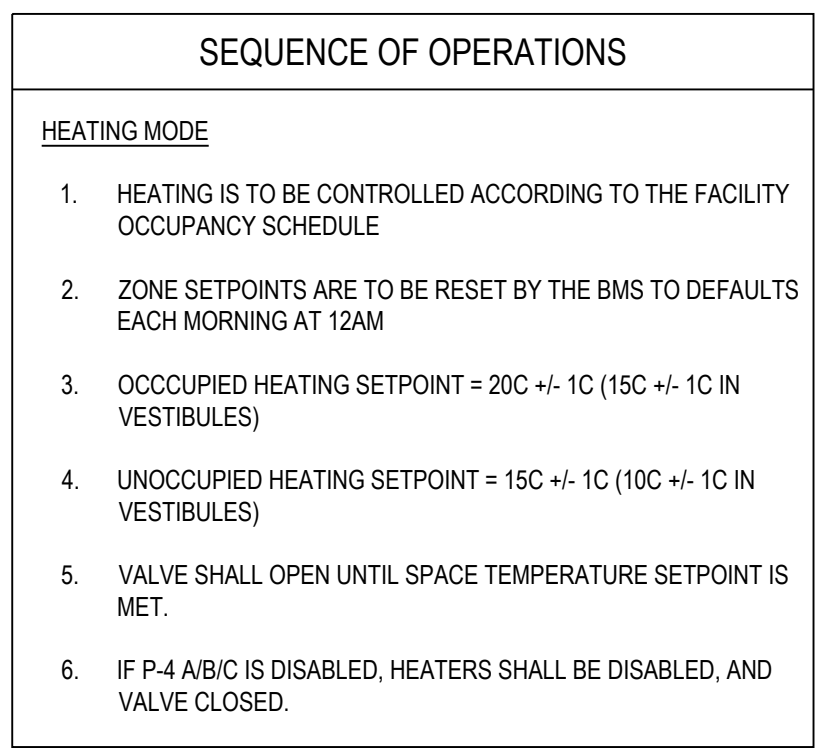 SEQUENCE OF OPERATIONS
HEATING MODE
1. HEATING IS TO BE CONTROLLED ACCORDING TO THE FACILITY
OCCUPANCY SCHEDULE
2. ZONE SETPOINTS ARE TO BE RESET BY THE BMS TO DEFAULTS
EACH MORNING AT 12AM
3. OCCCUPIED HEATING SETPOINT = 20C +/- 1C (15C +/- 1C IN
VESTIBULES)
4. UNOCCUPIED HEATING SETPOINT = 15C +/- 1C (10C +/- 1C IN
VESTIBULES)
5. VALVE SHALL OPEN UNTIL SPACE TEMPERATURE SETPOINT IS
MET.
6. IF P-4 A/B/C IS DISABLED, HEATERS SHALL BE DISABLED, AND
VALVE CLOSED.